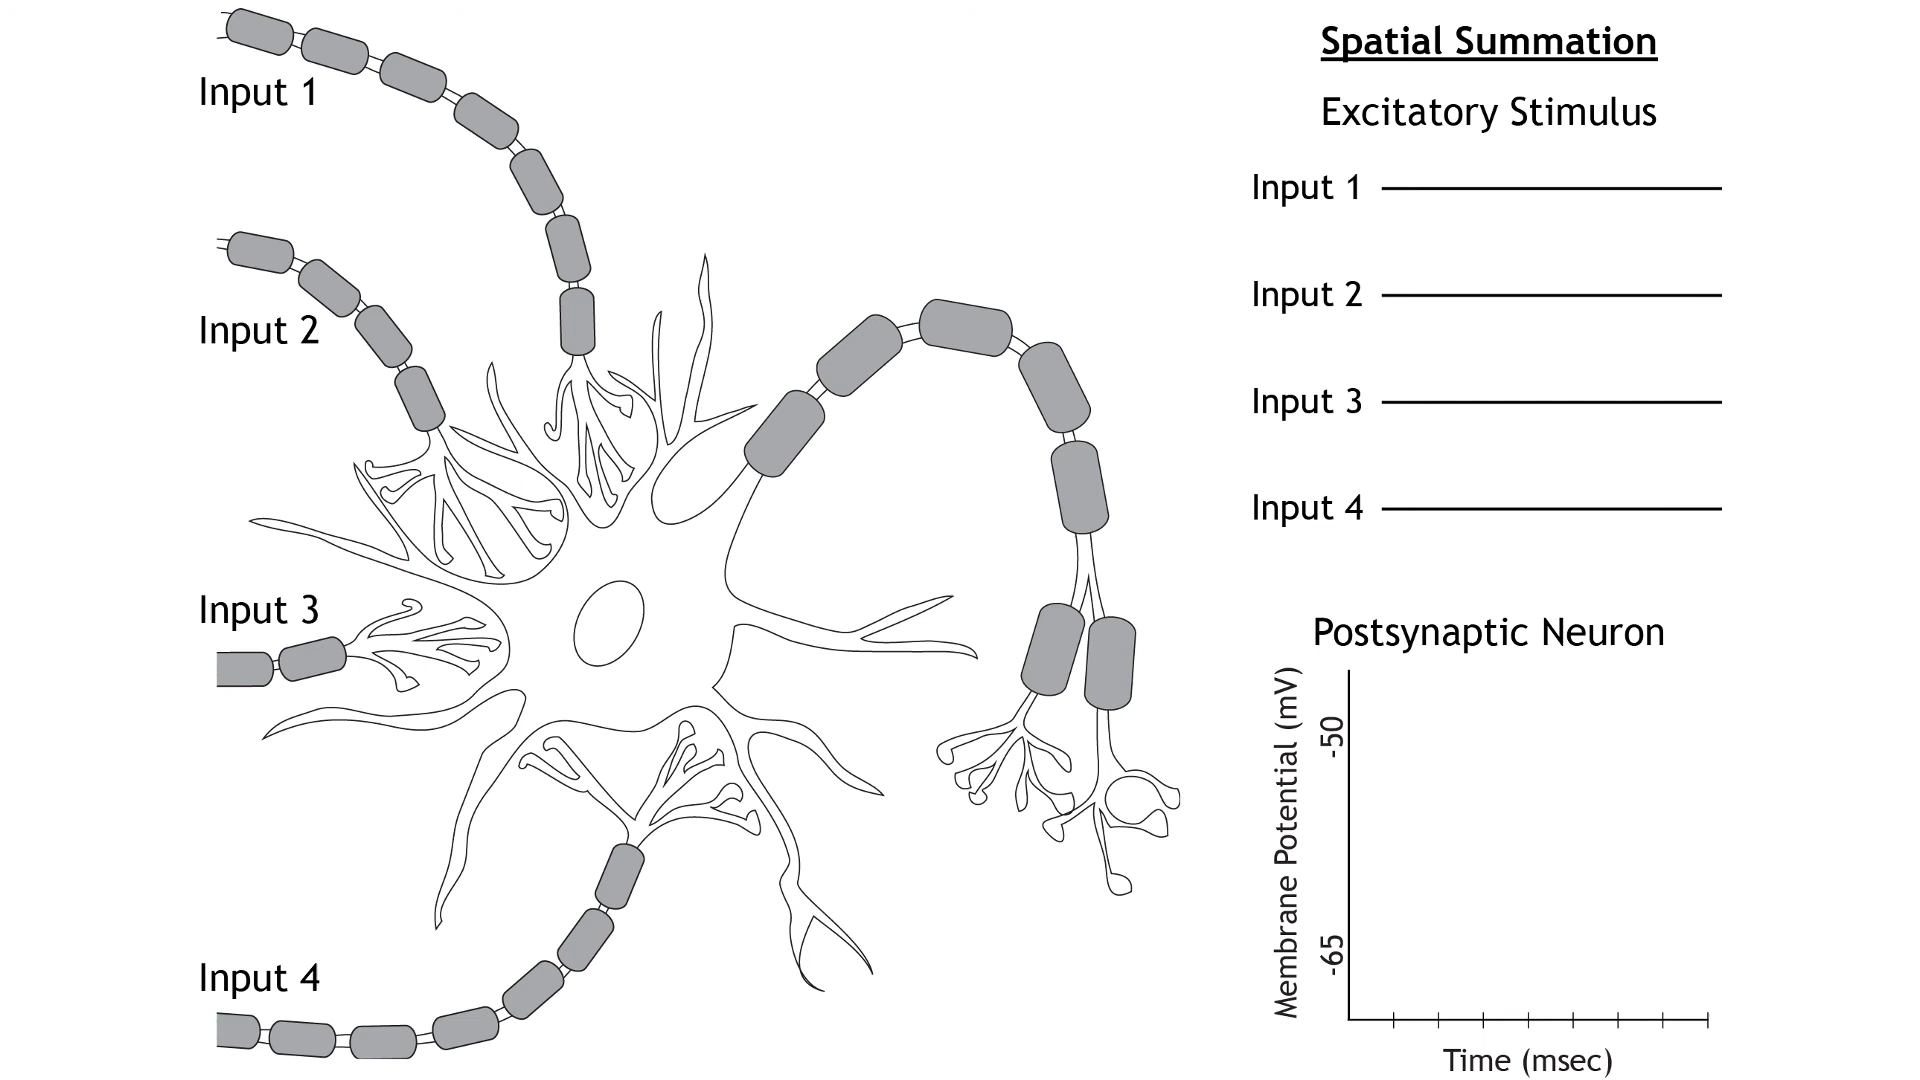 Input 1
Input 2
Input 3
Input 4
Spatial Summation
Excitatory Stimulus
Input 1
Input 2
Input 3
Input 4
Postsynaptic Neuron
Membrane Potential (mV)
-50
-65
Time (msec)